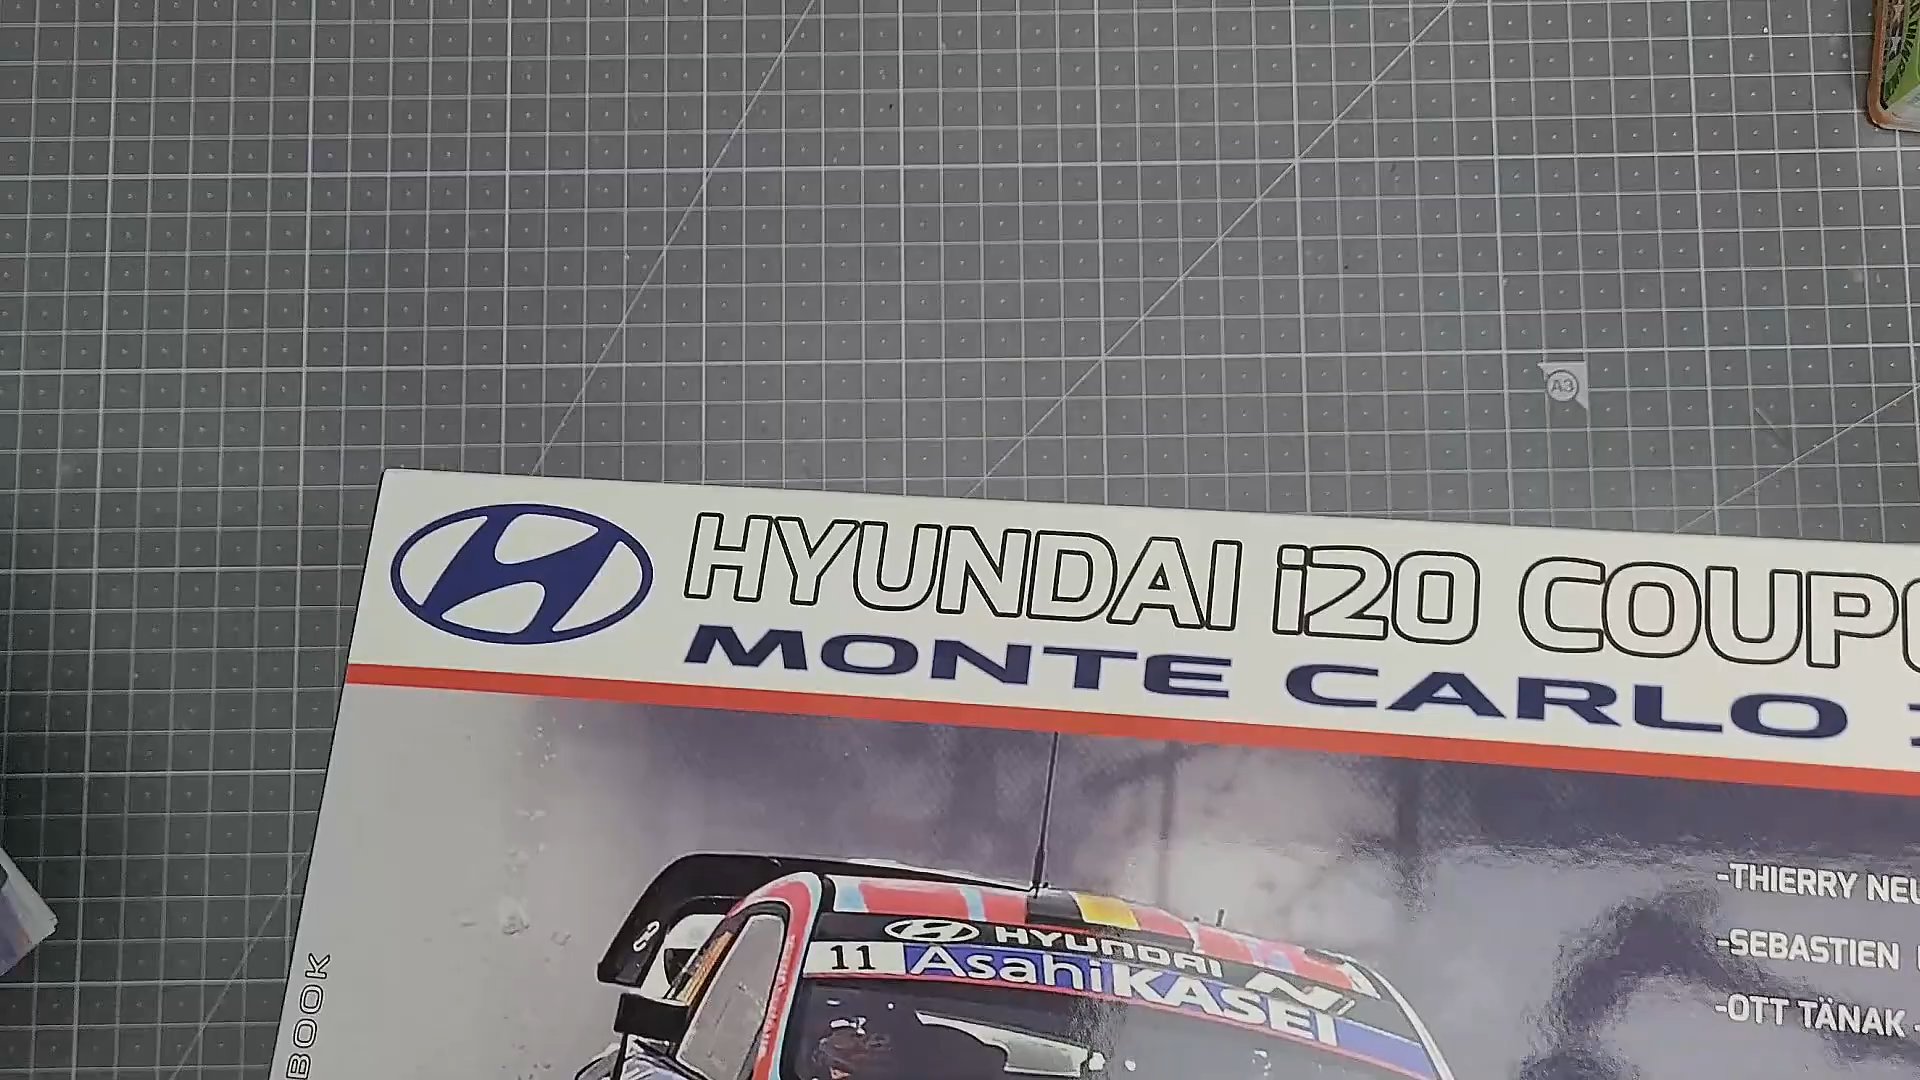 A3
HYUNDAI i20 COUP
MONTE CARLO
-THIERRY NEU
-SEBASTIEN
-OTT TÄNAK -
HYUNDAI N
11 AsahiKASEI
BOOK